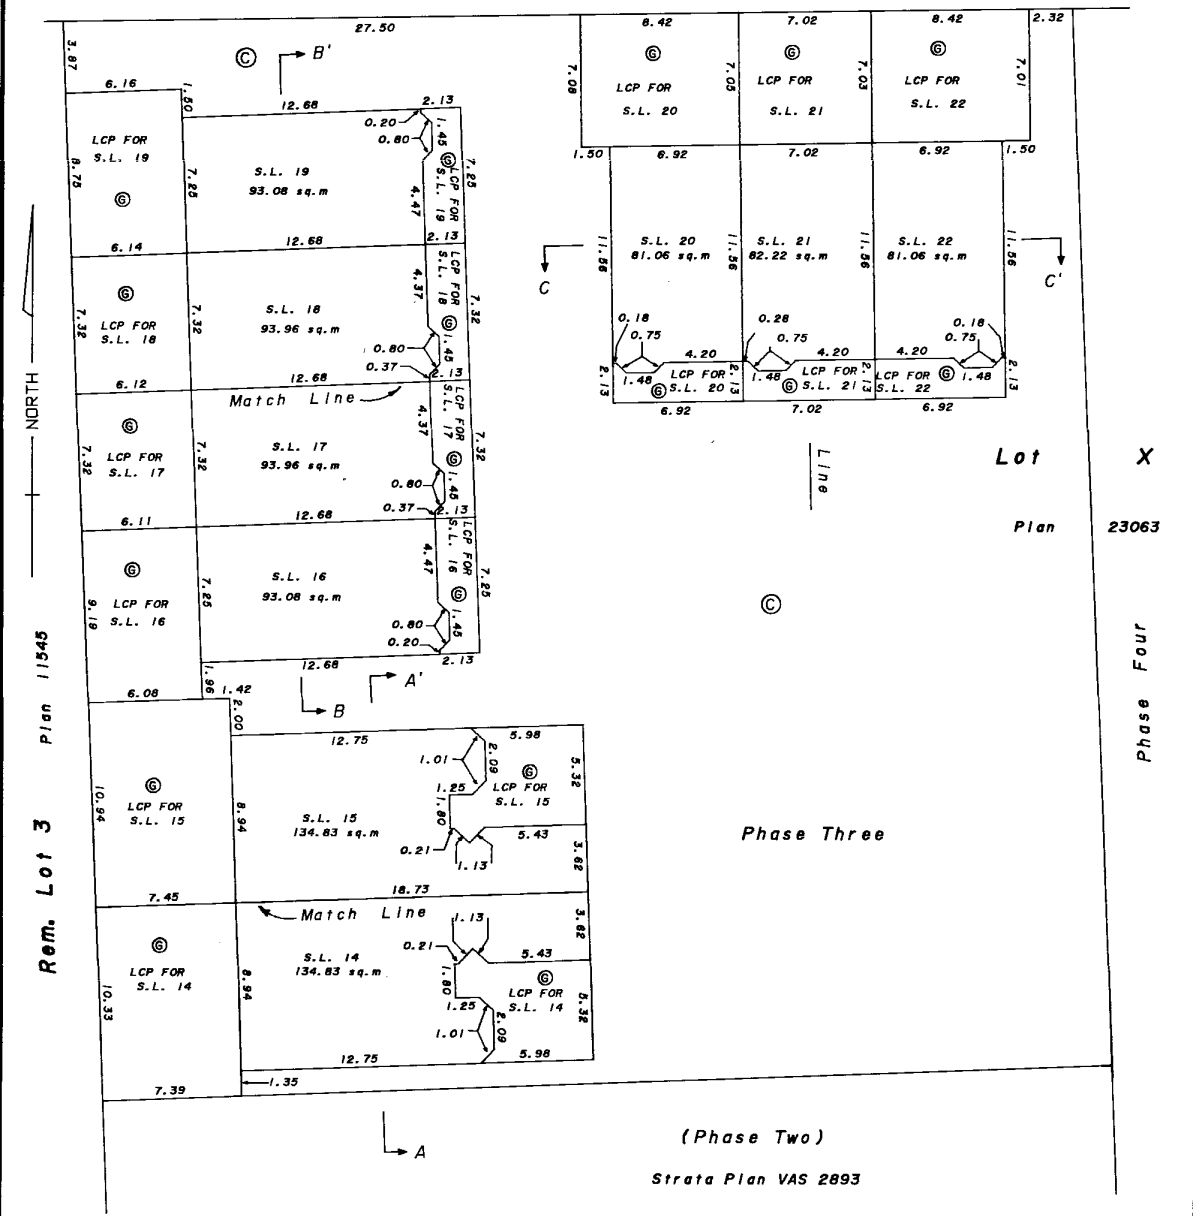 27.50
3.87
C
B'
6.16
1.50
12.68
2.13
0.20
0.80
1.45
G
LCP FOR
S.L. 19
G
8.75
7.25
S.L. 19
93.08 sq.m
4.47
LCP FOR
S.L. 19
7.25
6.14
12.68
2.13
G
LCP FOR
S.L. 18
7.32
7.32
S.L. 18
93.96 sq.m
4.37
LCP FOR
S.L. 18
G
7.32
0.80
1.45
0.37
6.12
12.68
2.13
Match Line
G
LCP FOR
S.L. 17
7.32
7.32
S.L. 17
93.96 sq.m
4.37
LCP FOR
S.L. 17
G
7.32
0.80
1.45
0.37
6.11
12.68
2.13
G
LCP FOR
S.L. 16
9.19
7.25
S.L. 16
93.08 sq.m
4.47
LCP FOR
S.L. 16
G
7.25
0.80
1.45
0.20
12.68
2.13
1.96
6.08
1.42
2.00
B
A'
12.75
5.98
1.01
2.09
G
LCP FOR
S.L. 15
5.32
1.25
1.80
G
LCP FOR
S.L. 15
10.94
8.94
S.L. 15
134.83 sq.m
0.21
1.13
5.43
3.62
7.45
18.73
Match Line
1.13
3.62
0.21
5.43
G
LCP FOR
S.L. 14
10.33
8.94
S.L. 14
134.83 sq.m
1.80
1.25
G
LCP FOR
S.L. 14
5.32
1.01
2.09
12.75
5.98
7.39
1.35
A
8.42
7.02
8.42
2.32
G
LCP FOR
S.L. 20
G
LCP FOR
S.L. 21
G
LCP FOR
S.L. 22
7.08
7.05
7.03
7.01
1.50
6.92
7.02
6.92
1.50
S.L. 20
81.06 sq.m
S.L. 21
82.22 sq.m
S.L. 22
81.06 sq.m
11.56
11.56
11.56
11.56
C
C'
0.18
0.75
0.28
0.75
0.18
0.75
4.20
4.20
4.20
1.48
1.48
1.48
2.13
2.13
2.13
2.13
LCP FOR
G S.L. 20
LCP FOR
G S.L. 21
LCP FOR G
S.L. 22
6.92
7.02
6.92
Line
Lot X
Plan 23063
C
Phase Four
Phase Three
NORTH
Rem. Lot 3 Plan 11545
(Phase Two)
Strata Plan VAS 2893